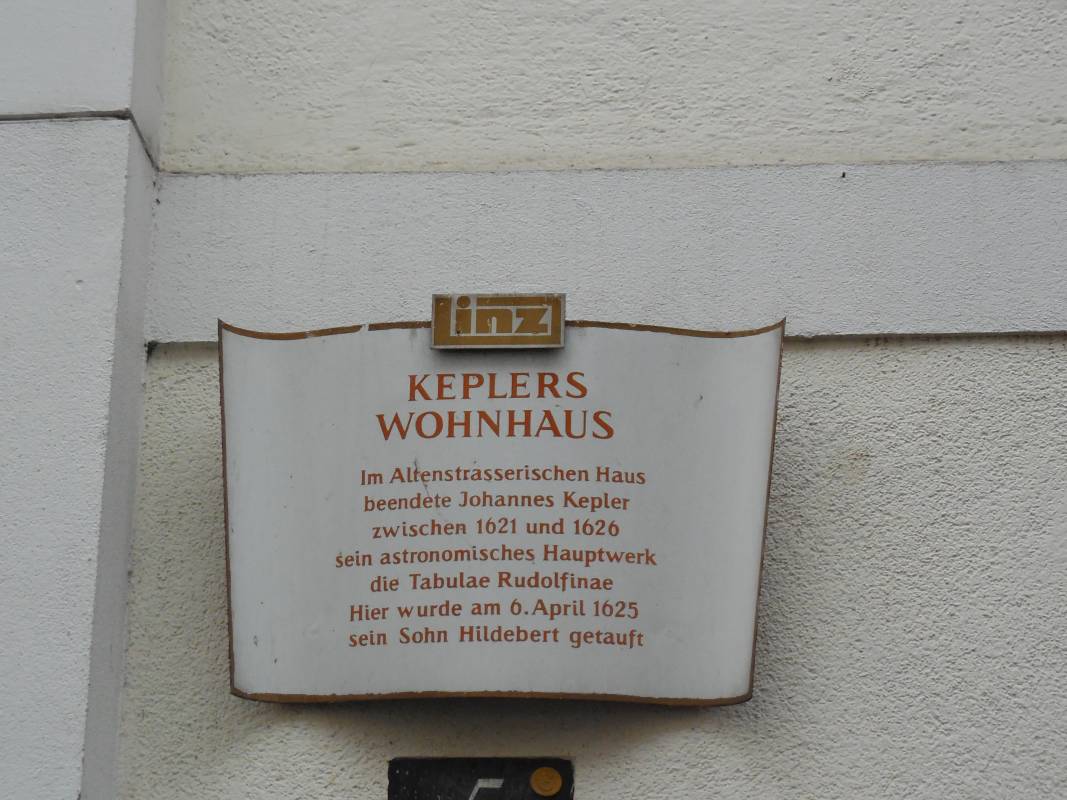 Linz
KEPLERS
WOHNHAUS
Im Altenstrasserischen Haus
beendete Johannes Kepler
zwischen 1621 und 1626
sein astronomisches Hauptwerk
die Tabulae Rudolfinae
Hier wurde am 6. April 1625
sein Sohn Hildebert getauft